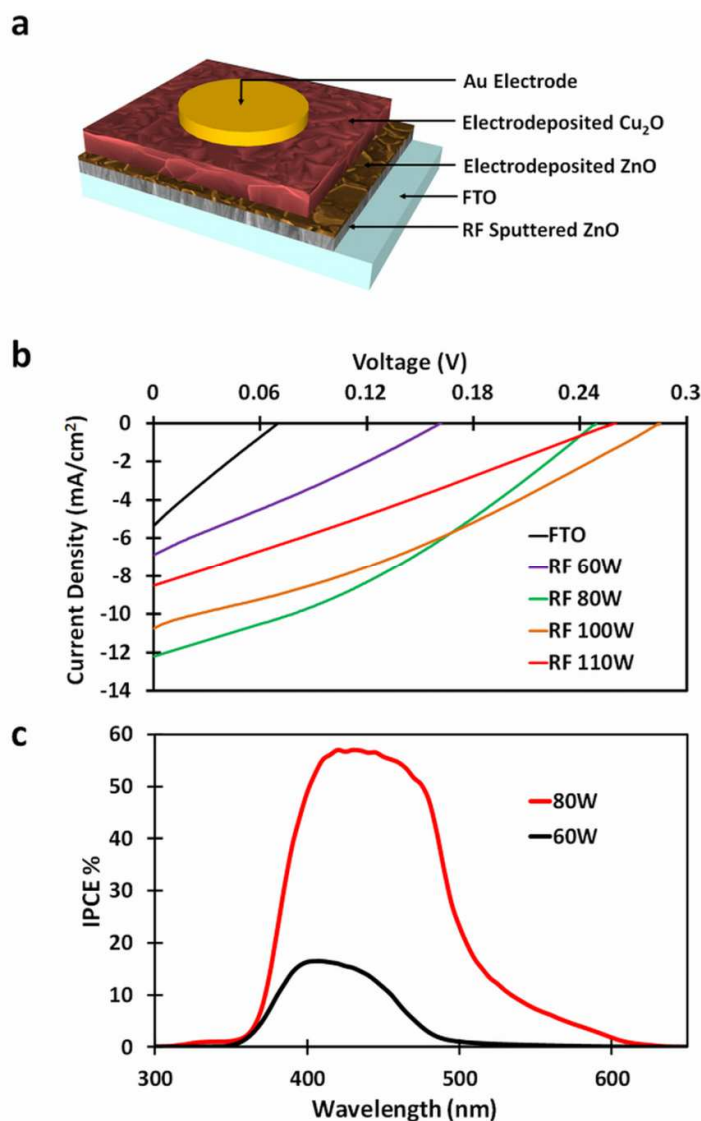 a
Au Electrode
Electrodeposited Cu₂O
Electrodeposited ZnO
FTO
RF Sputtered ZnO
b
Voltage (V)
0 0.06 0.12 0.18 0.24 0.3
0
-2
-4
-6
-8
-10
-12
-14
Current Density (mA/cm²)
FTO
RF 60W
RF 80W
RF 100W
RF 110W
c
60
50
40
30
20
10
0
IPCE %
80W
60W
300 400 500 600
Wavelength (nm)